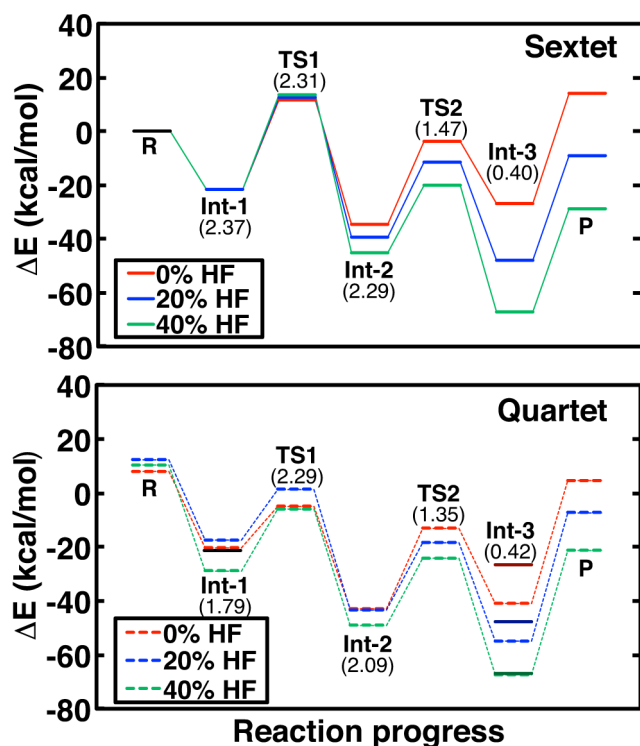 40
20
0
-20
-40
-60
-80
ΔE (kcal/mol)
Sextet
R
Int-1
(2.37)
TS1
(2.31)
Int-2
(2.29)
TS2
(1.47)
Int-3
(0.40)
P
0% HF
20% HF
40% HF
40
20
0
-20
-40
-60
-80
ΔE (kcal/mol)
Quartet
R
Int-1
(1.79)
TS1
(2.29)
Int-2
(2.09)
TS2
(1.35)
Int-3
(0.42)
P
0% HF
20% HF
40% HF
Reaction progress